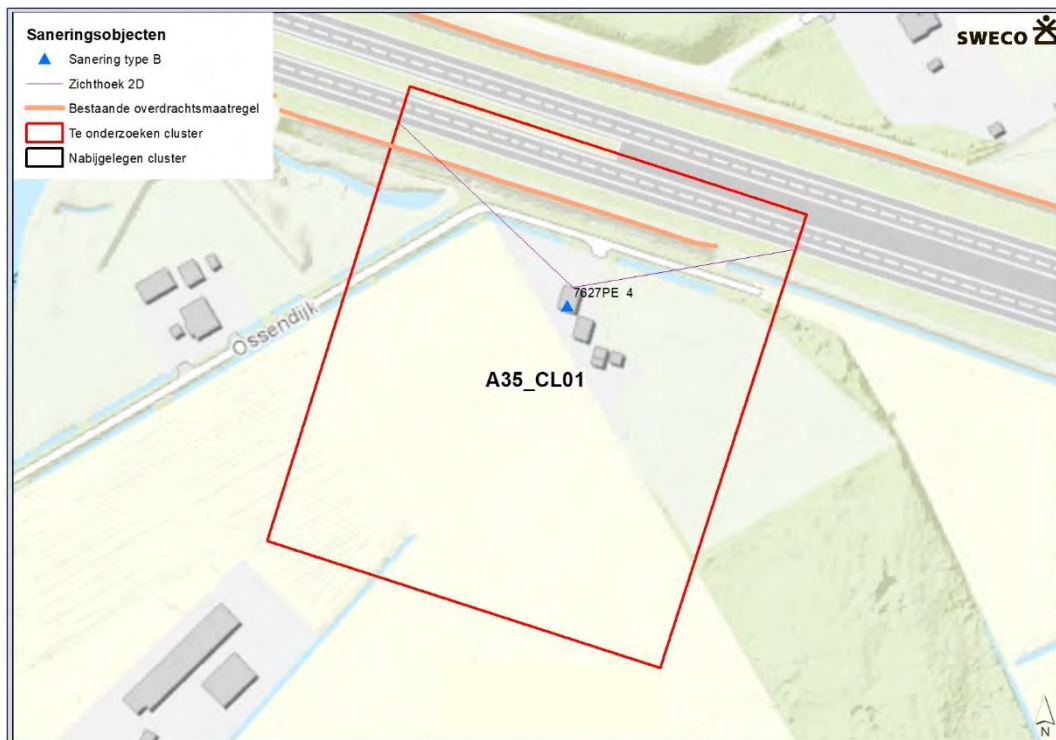 Saneringsobjecten
Sanering type B
Zichthoek 2D
Bestaande overdrachtsmaatregel
Te onderzoeken cluster
Nabijgelegen cluster
SWECO
7627PE 4
Ossendijk
A35_CL01
N